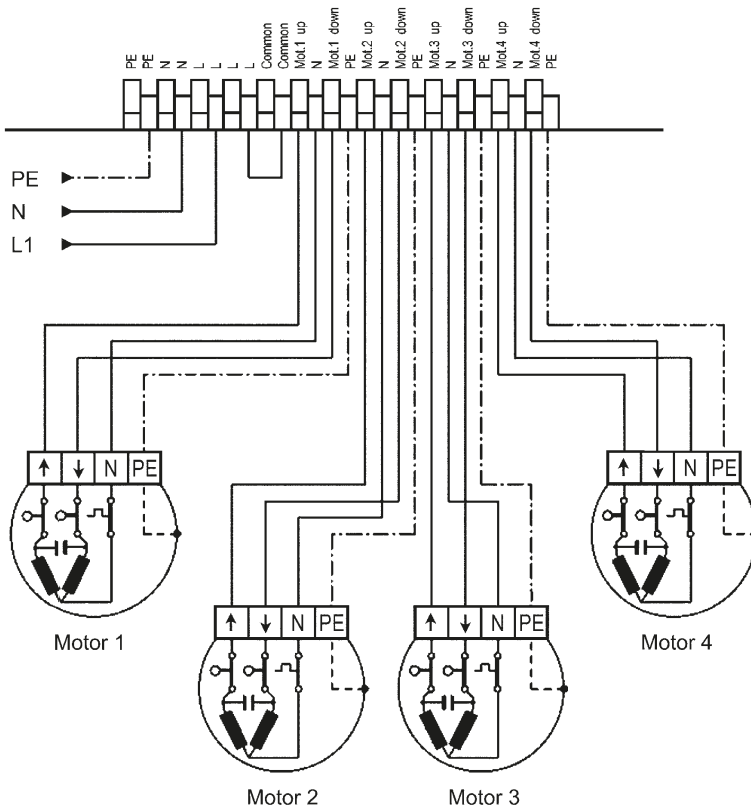 PE PE N N L L L L Common Common Mot.1 up N Mot.1 down PE Mot.2 up N Mot.2 down PE Mot.3 up N Mot.3 down PE Mot.4 up N Mot.4 down PE
PE
N
L1
↑ ↓ N PE
Motor 1
↑ ↓ N PE
Motor 4
↑ ↓ N PE
Motor 2
↑ ↓ N PE
Motor 3